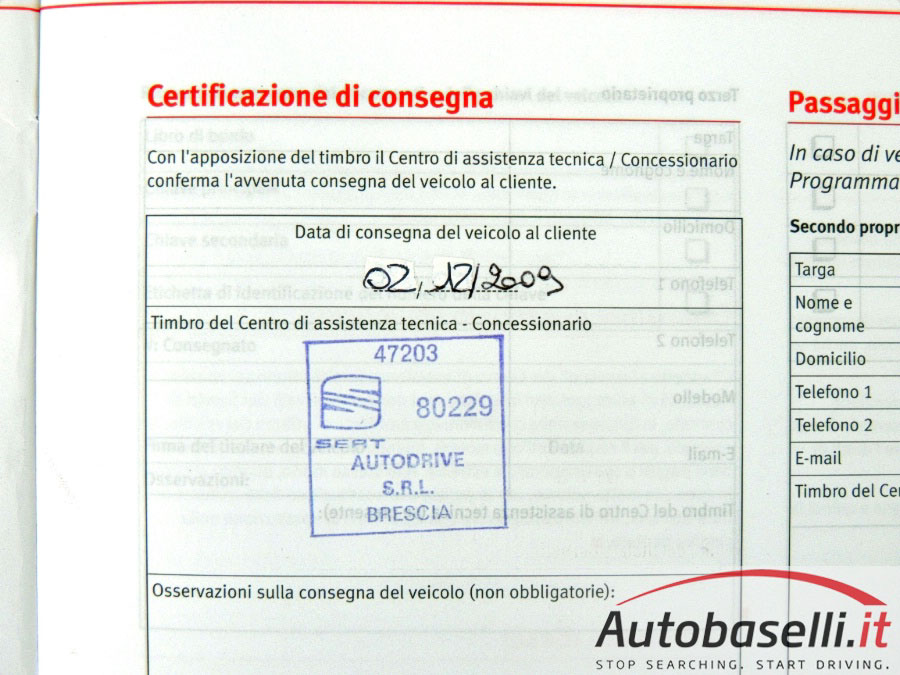 Certificazione di consegna
Con l'apposizione del timbro il Centro di assistenza tecnica / Concessionario
conferma l'avvenuta consegna del veicolo al cliente.
Data di consegna del veicolo al cliente
02/12/2009
Timbro del Centro di assistenza tecnica - Concessionario
47203
80229
SEAT
AUTODRIVE
S.R.L.
BRESCIA
Osservazioni sulla consegna del veicolo (non obbligatorie):
Passaggi
In caso di ve
Programma
Secondo propr
Targa
Nome e
cognome
Domicilio
Telefono 1
Telefono 2
E-mail
Timbro del Ce
Autobaselli.it
STOP SEARCHING. START DRIVING.